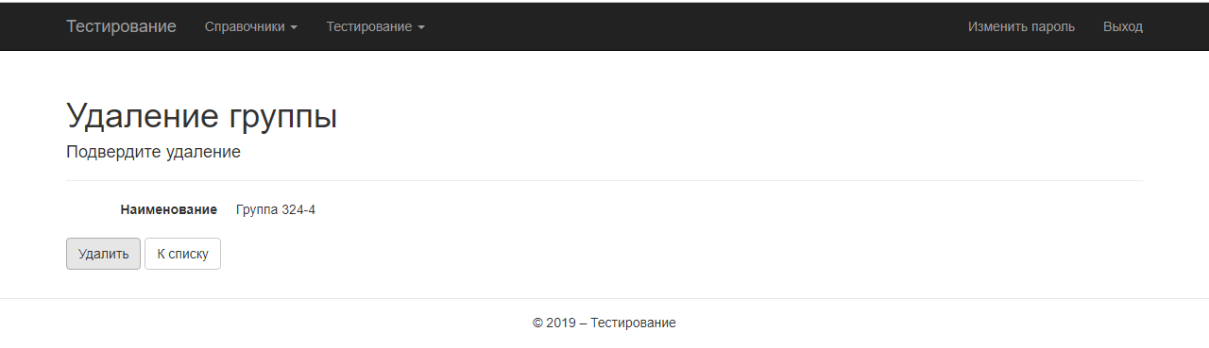 Тестирование Справочники Тестирование Изменить пароль Выход
Удаление группы
Подвердите удаление
Наименование Группа 324-4
Удалить К списку
© 2019 – Тестирование